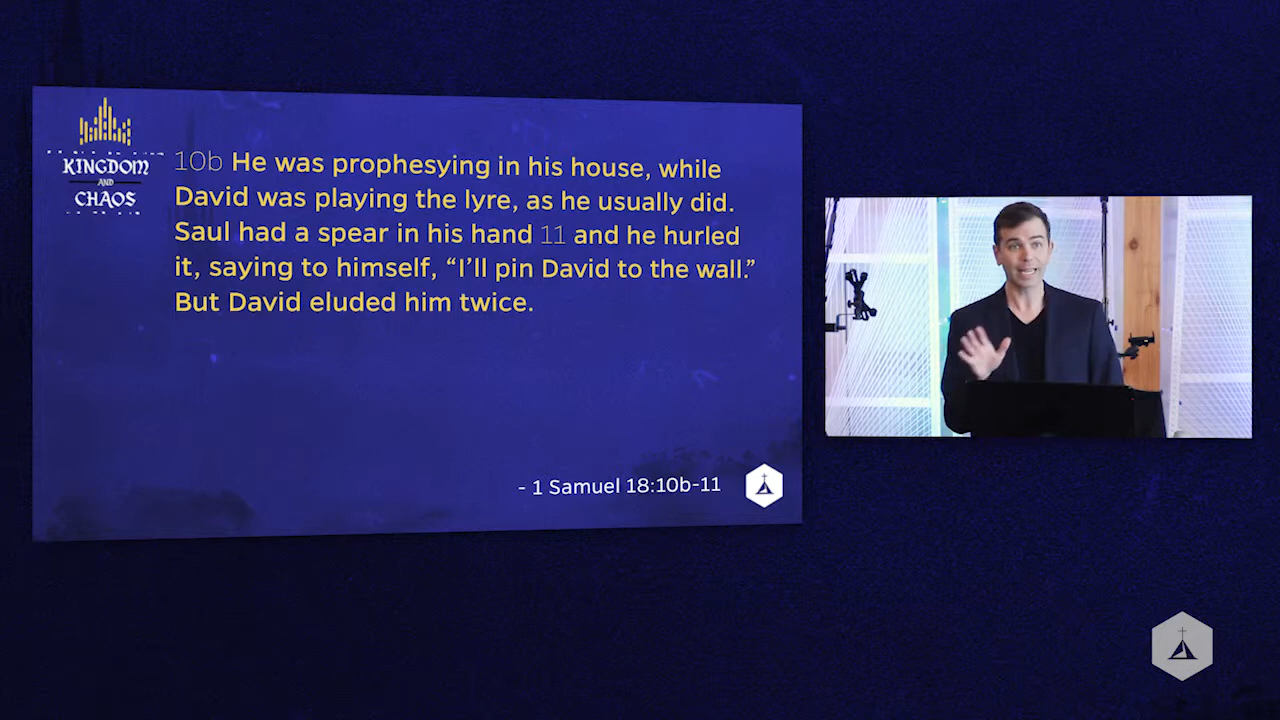 KINGDOM
AND
CHAOS
10b He was prophesying in his house, while
David was playing the lyre, as he usually did.
Saul had a spear in his hand 11 and he hurled
it, saying to himself, “I’ll pin David to the wall.”
But David eluded him twice.
- 1 Samuel 18:10b-11